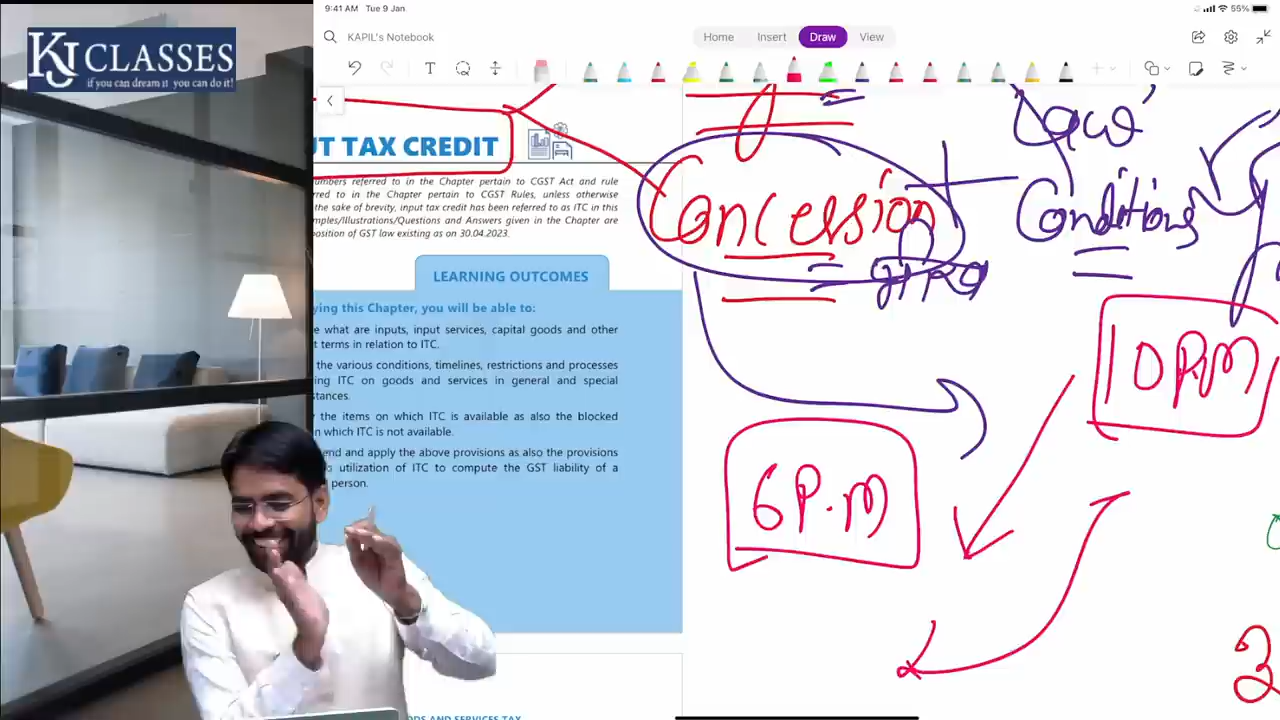 9:41 AM Tue 9 Jan
55%
KJ CLASSES
if you can dream it you can do it!
KAPIL's Notebook
Home Insert Draw View
UT TAX CREDIT
umbers referred to in the Chapter pertain to CGST Act and rule
rred to in the Chapter pertain to CGST Rules, unless otherwise
the sake of brevity, input tax credit has been referred to as ITC in this
mples/Illustrations/Questions and Answers given in the Chapter are
position of GST law existing as on 30.04.2023.
LEARNING OUTCOMES
ying this Chapter, you will be able to:
e what are inputs, input services, capital goods and other
t terms in relation to ITC.
the various conditions, timelines, restrictions and processes
ing ITC on goods and services in general and special
stances.
y the items on which ITC is available as also the blocked
n which ITC is not available.
end and apply the above provisions as also the provisions
utilization of ITC to compute the GST liability of a
person.
ODS AND SERVICES TAX
Concession
Conditions
10 P.M
6 P.M